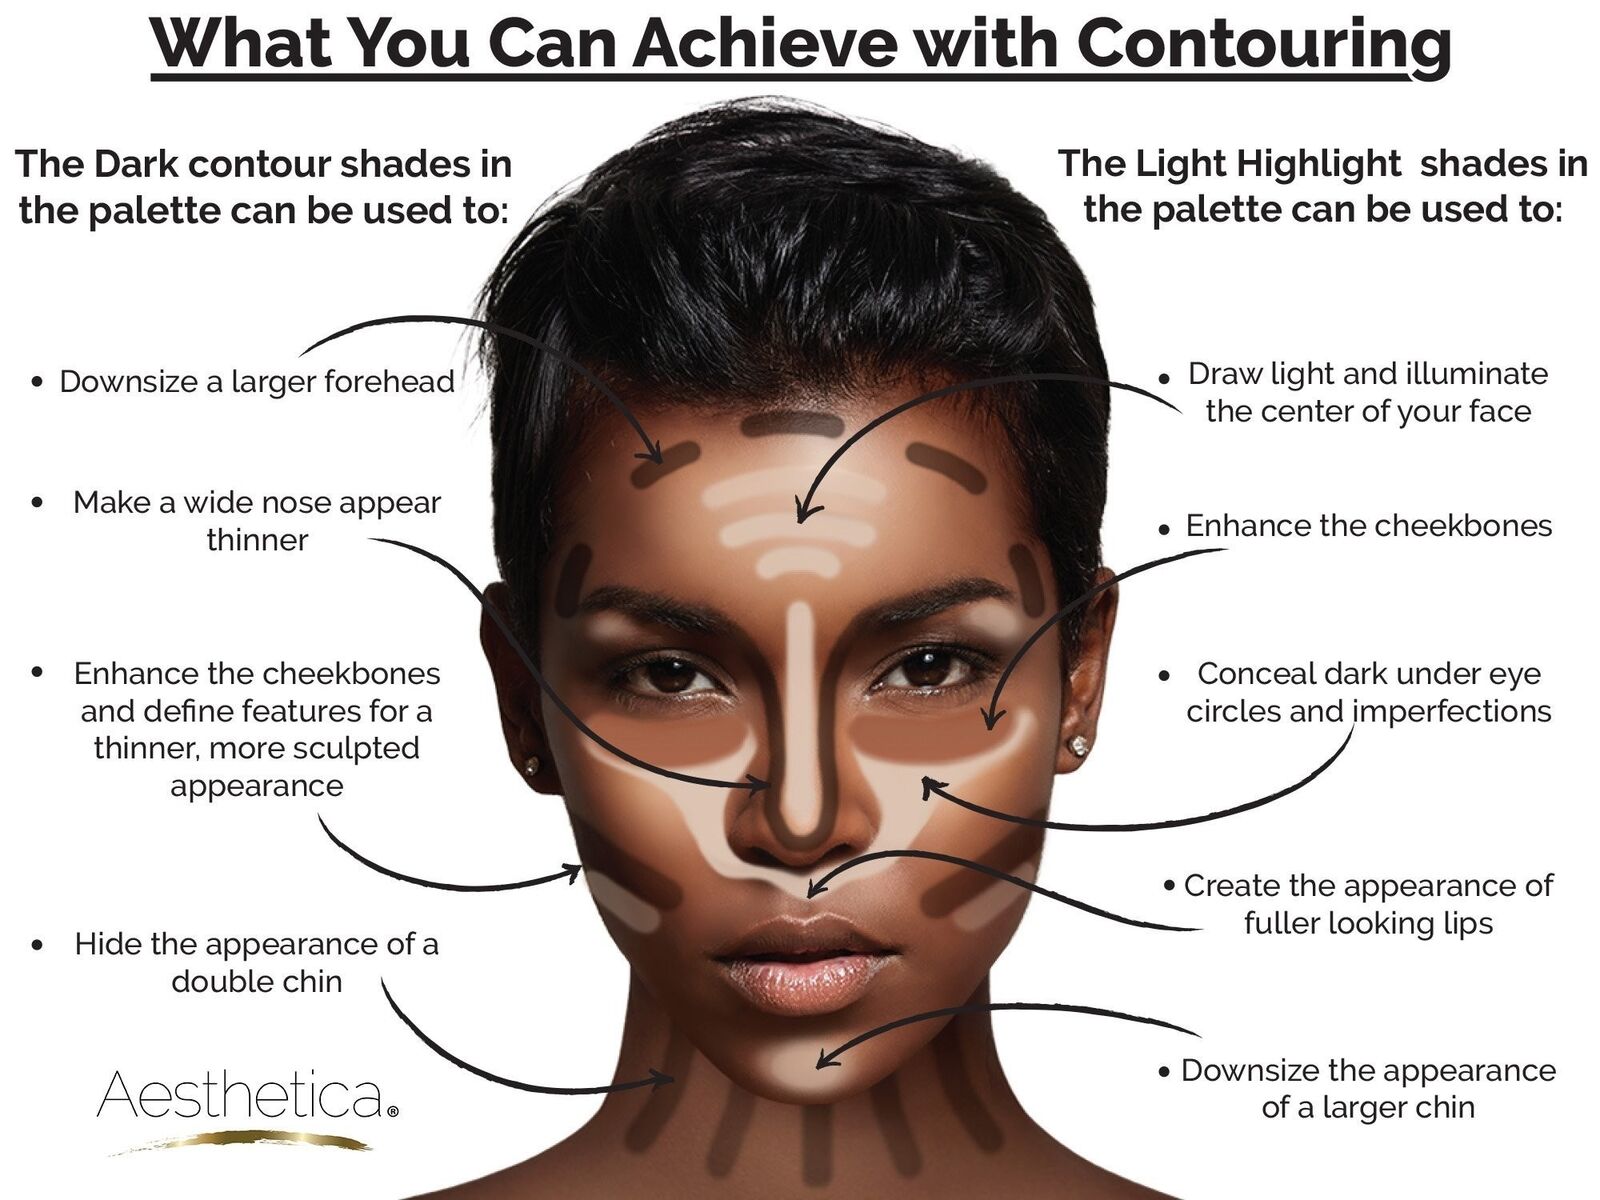 What You Can Achieve with Contouring
The Dark contour shades in
the palette can be used to:
• Downsize a larger forehead
• Make a wide nose appear
thinner
• Enhance the cheekbones
and define features for a
thinner, more sculpted
appearance
• Hide the appearance of a
double chin
Aesthetica®
The Light Highlight shades in
the palette can be used to:
• Draw light and illuminate
the center of your face
• Enhance the cheekbones
• Conceal dark under eye
circles and imperfections
• Create the appearance of
fuller looking lips
• Downsize the appearance
of a larger chin